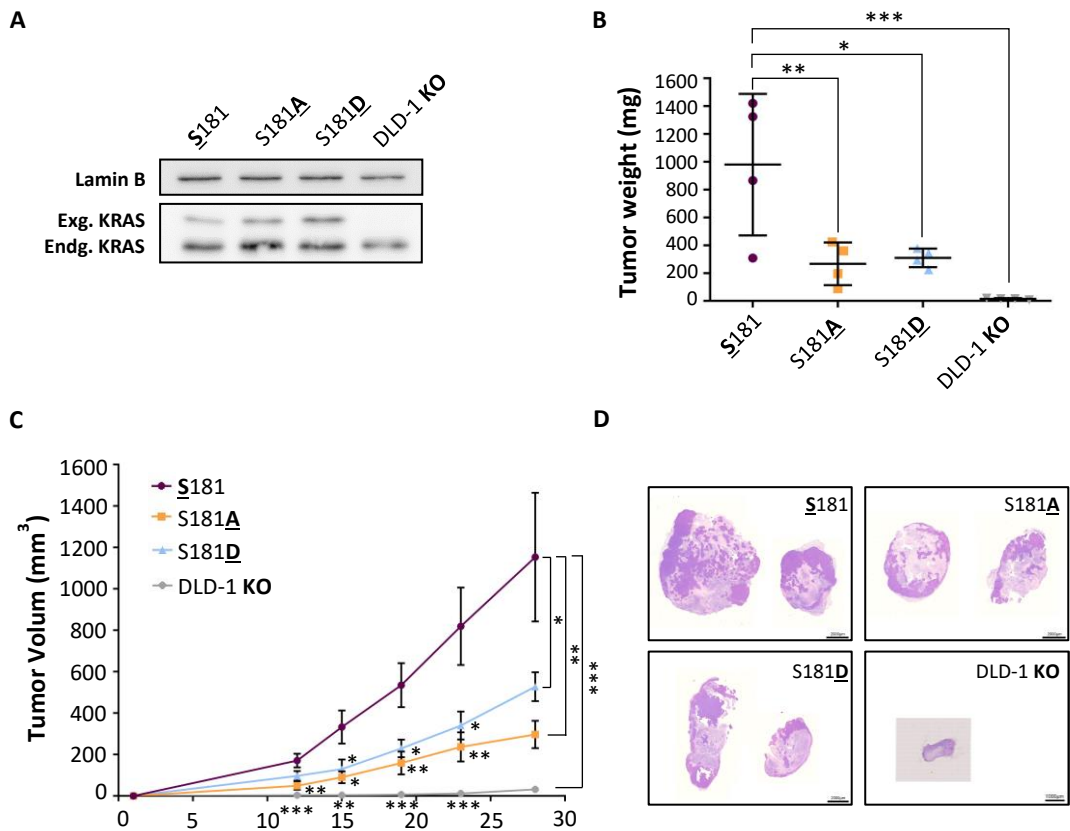 A
S181
S181A
S181D
DLD-1 KO
Lamin B
Exg. KRAS
Endg. KRAS
B
***
*
**
Tumor weight (mg)
1600
1400
1200
1000
800
600
400
200
0
S181
S181A
S181D
DLD-1 KO
C
Tumor Volum (mm³)
1600
1400
1200
1000
800
600
400
200
0
S181
S181A
S181D
DLD-1 KO
*
**
***
*
*
*
**
*
**
**
***
**
***
***
0
5
10
15
20
25
30
D
S181
S181A
S181D
DLD-1 KO